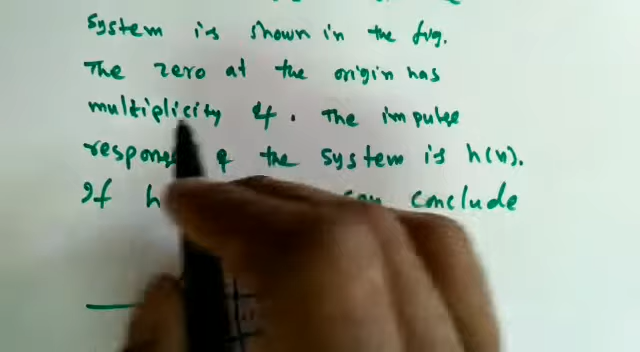 system is shown in the fig.
The zero at the origin has
multiplicity 4. The impulse
response of the system is h(n).
If h can conclude